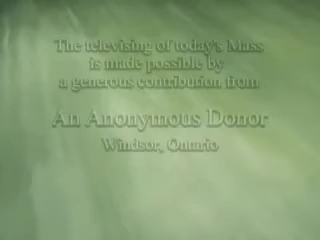 The televising of today's Mass
is made possible by
a generous contribution from
An Anonymous Donor
Windsor, Ontario